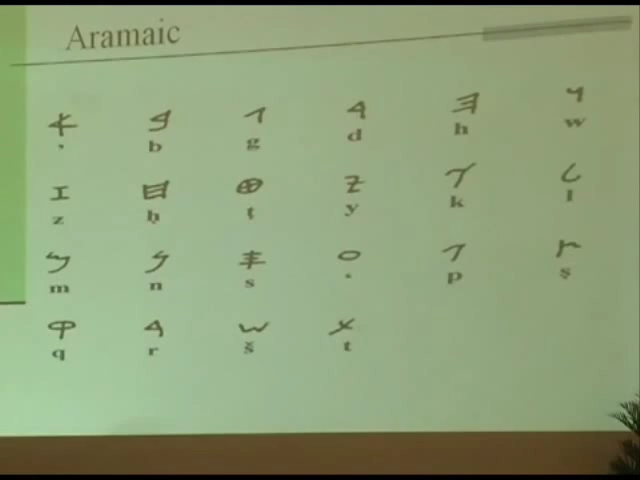 Aramaic
𐤀 𐤁 𐤂 𐤃 𐤄 𐤅
ʾ b g d h w
𐤆 𐤇 𐤈 𐤉 𐤊 𐤋
z ḥ ṭ y k l
𐤌 𐤍 𐤎 𐤏 𐤐 𐤑
m n s ʿ p ṣ
𐤒 𐤓 𐤔 𐤕
q r š t